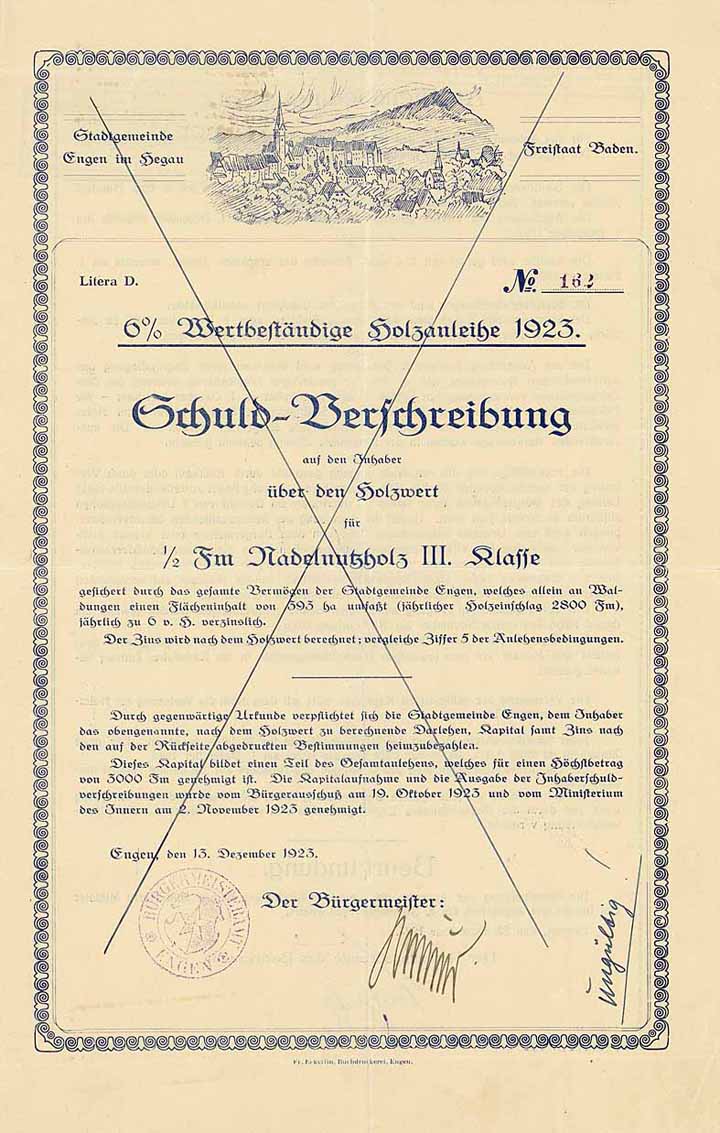 Stadtgemeinde
Engen im Hegau
Freistaat Baden.
Litera D.
No. 162
6% Wertbeständige Holzanleihe 1923.
Schuld-Verschreibung
auf den Inhaber
über den Holzwert
für
½ Fm Nadelnutzholz III. Klasse
gesichert durch das gesamte Vermögen der Stadtgemeinde Engen, welches allein an Wal-
dungen einen Flächeninhalt von 393 ha umfaßt (jährlicher Holzeinschlag 2800 Fm),
jährlich zu 6 v. H. verzinslich.
Der Zins wird nach dem Holzwert berechnet; vergleiche Ziffer 5 der Anlehensbedingungen.
Durch gegenwärtige Urkunde verpflichtet sich die Stadtgemeinde Engen, dem Inhaber
das obengenannte, nach dem Holzwert zu berechnende Darlehen, Kapital samt Zins nach
den auf der Rückseite abgedruckten Bestimmungen heimzubezahlen.
Dieses Kapital bildet einen Teil des Gesamtanlehens, welches für einen Höchstbetrag
von 3000 Fm genehmigt ist. Die Kapitalaufnahme und die Ausgabe der Inhaberschuld-
verschreibungen wurde vom Bürgerausschuß am 19. Oktober 1923 und vom Ministerium
des Innern am 2. November 1923 genehmigt.
Engen, den 13. Dezember 1923.
Der Bürgermeister:
BÜRGERMEISTERAMT
ENGEN
Ungültig!
Buchdruckerei, Engen.